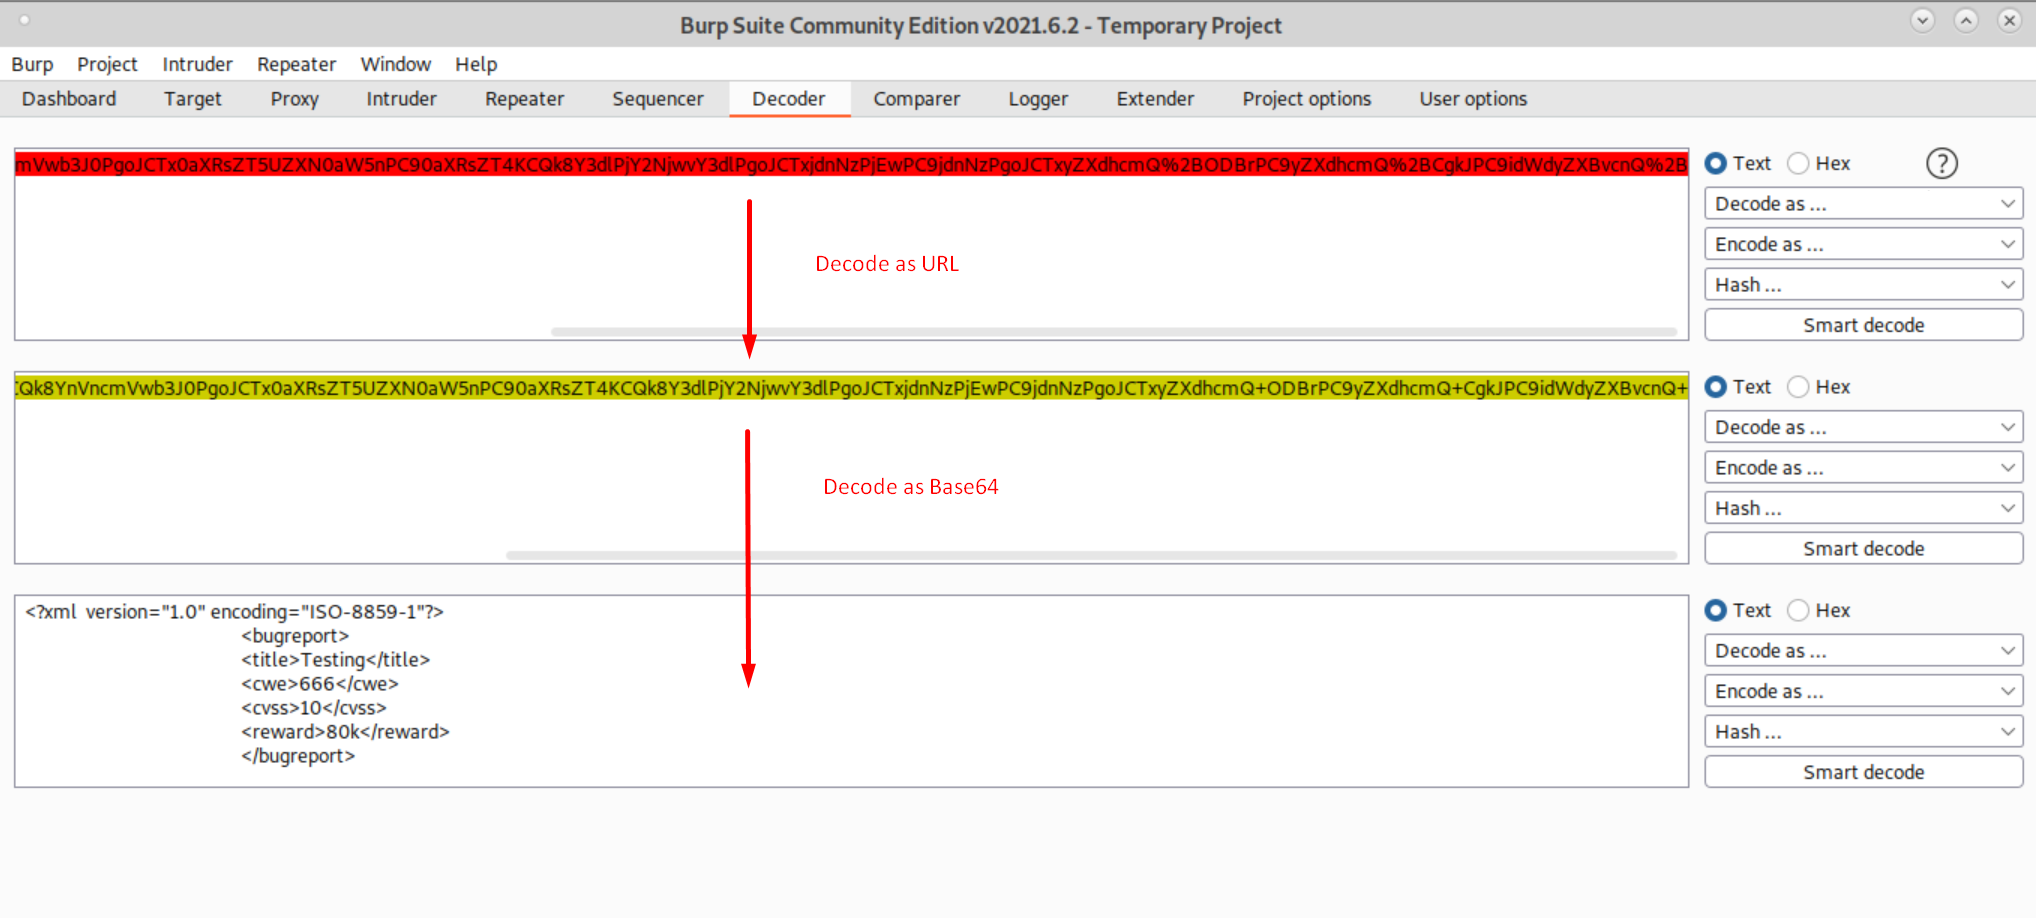 Burp Suite Community Edition v2021.6.2 - Temporary Project
Burp Project Intruder Repeater Window Help
Dashboard Target Proxy Intruder Repeater Sequencer Decoder Comparer Logger Extender Project options User options
mVwb3J0PgoJCTx0aXRsZT5UZXN0aW5nPC90aXRsZT4KCQk8Y3dlPjY2NjwvY3dlPgoJCTxjdnNzPjEwPC9jdnNzPgoJCTxyZXdhcmQ%2BODBrPC9yZXdhcmQ%2BCgkJPC9idWdyZXBvcnQ%2B
Text Hex ?
Decode as ...
Encode as ...
Hash ...
Smart decode
Decode as URL
CQk8YnVncmVwb3J0PgoJCTx0aXRsZT5UZXN0aW5nPC90aXRsZT4KCQk8Y3dlPjY2NjwvY3dlPgoJCTxjdnNzPjEwPC9jdnNzPgoJCTxyZXdhcmQ+ODBrPC9yZXdhcmQ+CgkJPC9idWdyZXBvcnQ+
Text Hex
Decode as ...
Encode as ...
Hash ...
Smart decode
Decode as Base64
<?xml version="1.0" encoding="ISO-8859-1"?>
<bugreport>
<title>Testing</title>
<cwe>666</cwe>
<cvss>10</cvss>
<reward>80k</reward>
</bugreport>
Text Hex
Decode as ...
Encode as ...
Hash ...
Smart decode